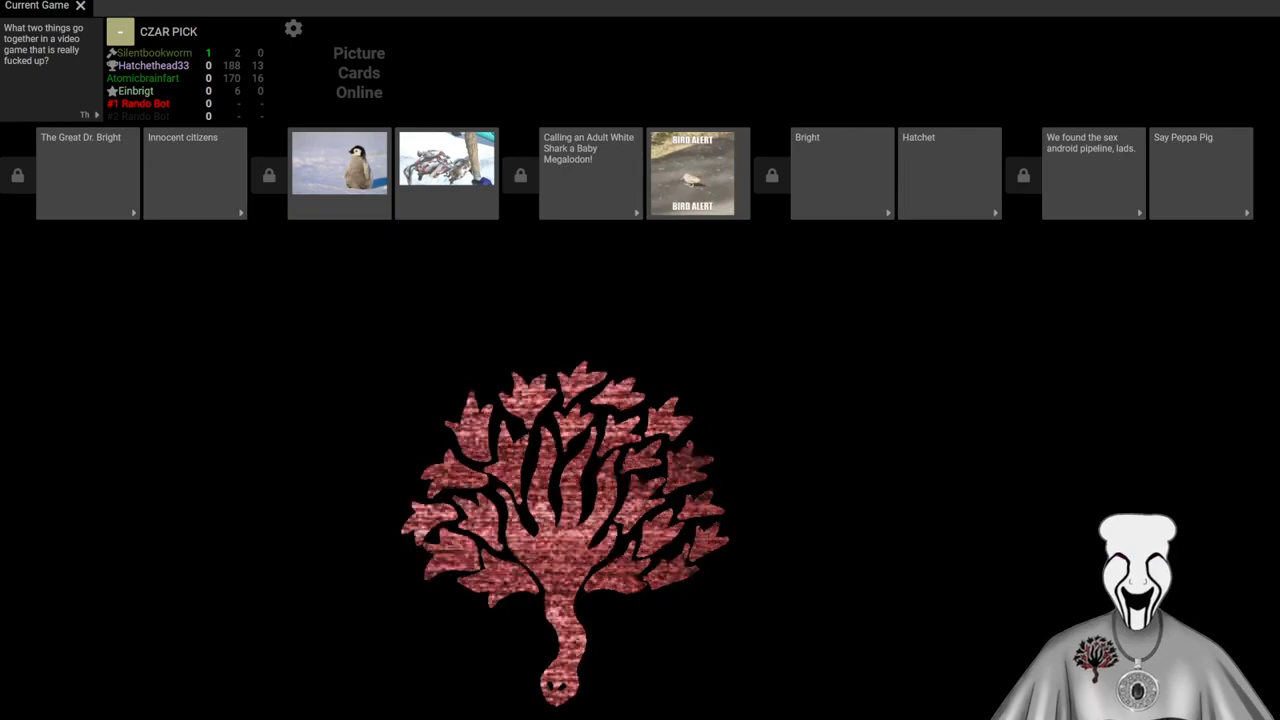 Current Game
What two things go
together in a video
game that is really
fucked up?
Th
-
CZAR PICK
Silentbookworm 1 2 0
Hatchethead33 0 188 13
Atomicbrainfart 0 170 16
Einbrigt 0 6 0
#1 Rando Bot 0 - -
#2 Rando Bot 0 - -
Picture
Cards
Online
The Great Dr. Bright
Innocent citizens
Calling an Adult White
Shark a Baby
Megalodon!
BIRD ALERT
BIRD ALERT
Bright
Hatchet
We found the sex
android pipeline, lads.
Say Peppa Pig